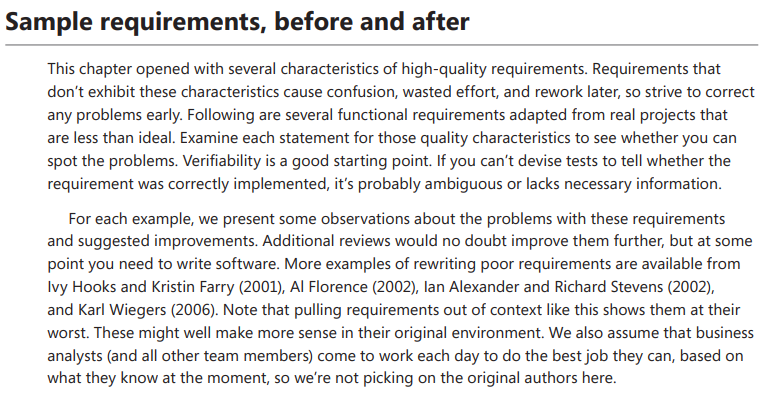 Sample requirements, before and after
This chapter opened with several characteristics of high-quality requirements. Requirements that
don't exhibit these characteristics cause confusion, wasted effort, and rework later, so strive to correct
any problems early. Following are several functional requirements adapted from real projects that
are less than ideal. Examine each statement for those quality characteristics to see whether you can
spot the problems. Verifiability is a good starting point. If you can't devise tests to tell whether the
requirement was correctly implemented, it's probably ambiguous or lacks necessary information.
For each example, we present some observations about the problems with these requirements
and suggested improvements. Additional reviews would no doubt improve them further, but at some
point you need to write software. More examples of rewriting poor requirements are available from
Ivy Hooks and Kristin Farry (2001), Al Florence (2002), Ian Alexander and Richard Stevens (2002),
and Karl Wiegers (2006). Note that pulling requirements out of context like this shows them at their
worst. These might well make more sense in their original environment. We also assume that business
analysts (and all other team members) come to work each day to do the best job they can, based on
what they know at the moment, so we're not picking on the original authors here.